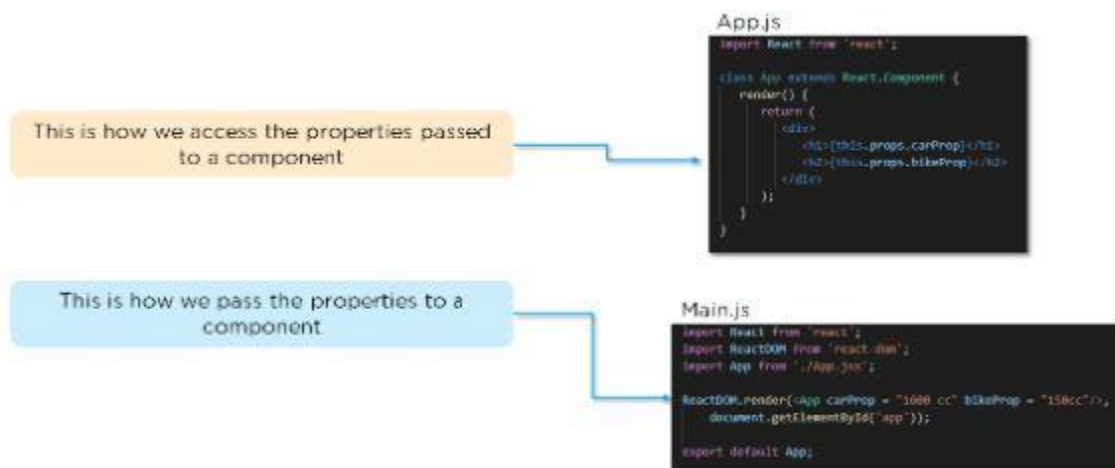 App.js
import React from 'react';
class App extends React.Component {
render() {
return (
<div>
<h1>{this.props.carProp}</h1>
<h2>{this.props.bikeProp}</h2>
</div>
);
}
}
This is how we access the properties passed
to a component
This is how we pass the properties to a
component
Main.js
import React from 'react';
import ReactDOM from 'react-dom';
import App from './App.jsx';
ReactDOM.render(<App carProp = "1000 cc" bikeProp = "150cc"/>,
document.getElementById('app'));
export default App;